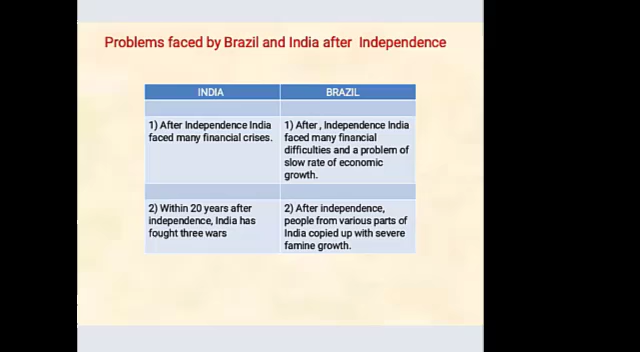 Problems faced by Brazil and India after Independence
INDIA
BRAZIL
1) After Independence India
faced many financial crises.
1) After , Independence India
faced many financial
difficulties and a problem of
slow rate of economic
growth.
2) Within 20 years after
independence, India has
fought three wars
2) After independence,
people from various parts of
India copied up with severe
famine growth.